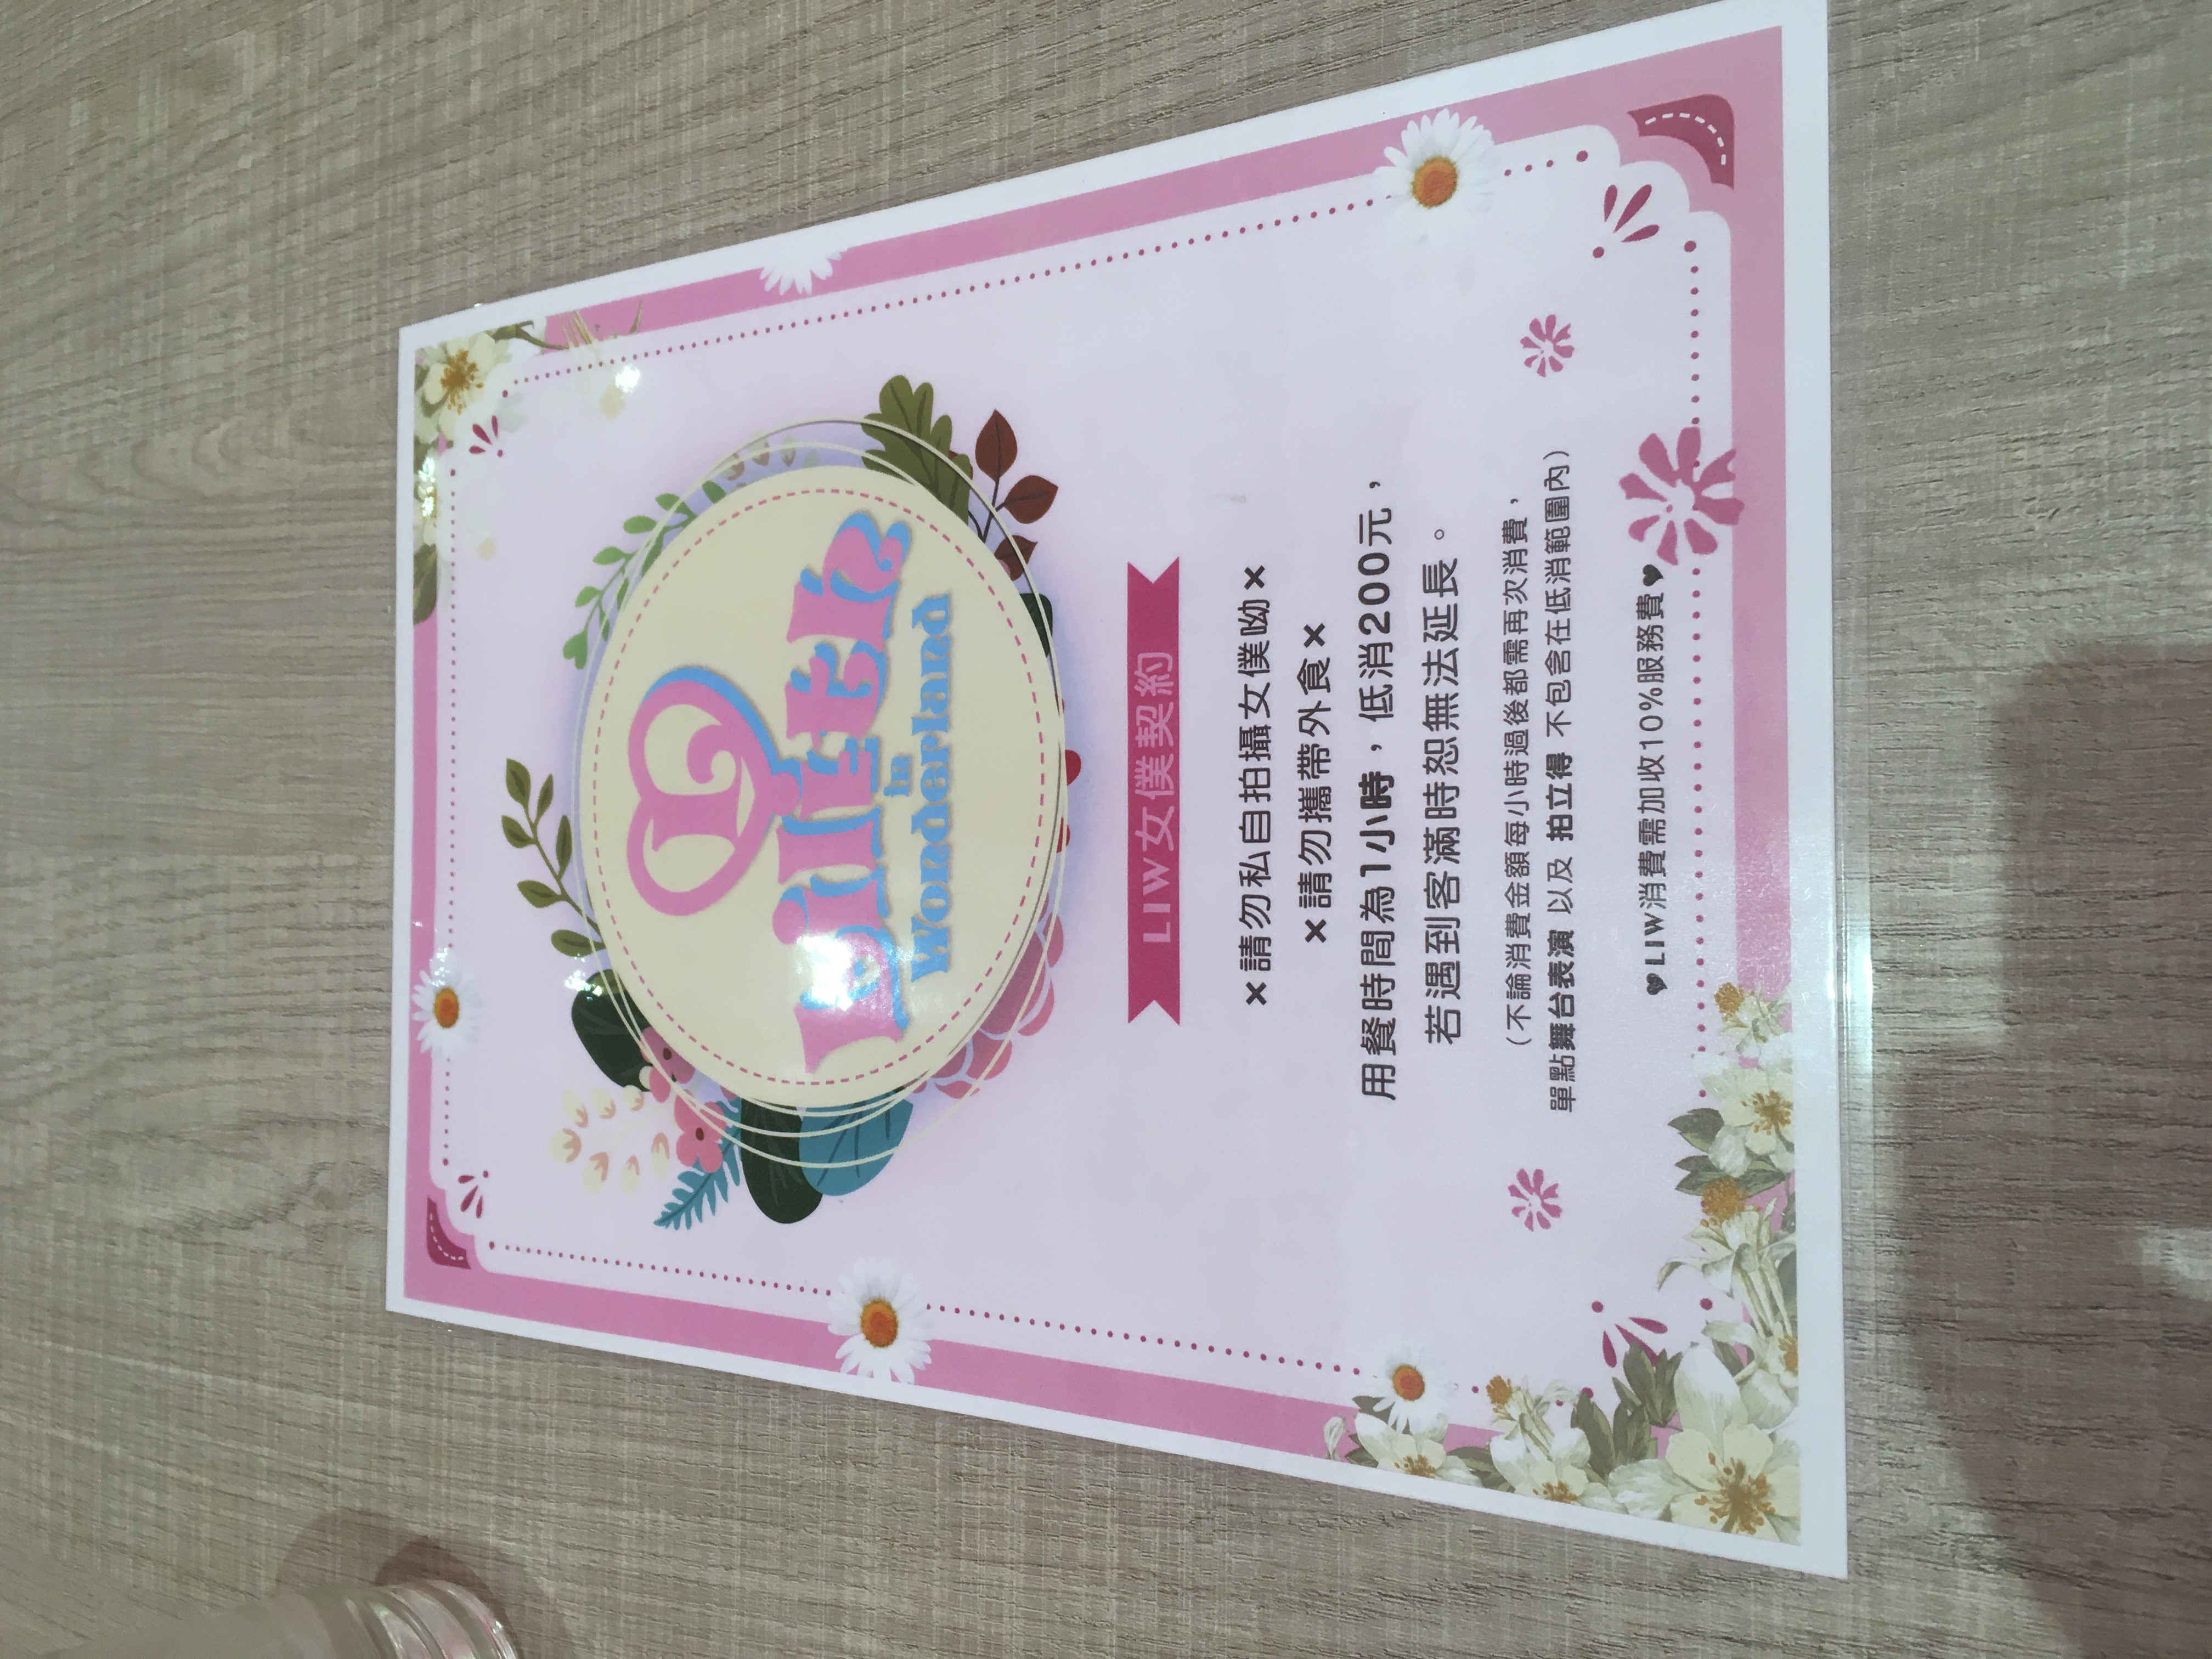 L
Lilith
in
Wonderland
LIW女僕契約
×請勿私自拍攝女僕呦×
×請勿攜帶外食×
用餐時間為1小時，低消200元，
若遇到客滿時恕無法延長。
（不論消費金額每小時過後都需再次消費，
單點舞台表演 以及 拍立得 不包含在低消範圍內）
♥LIW消費需加收10%服務費♥